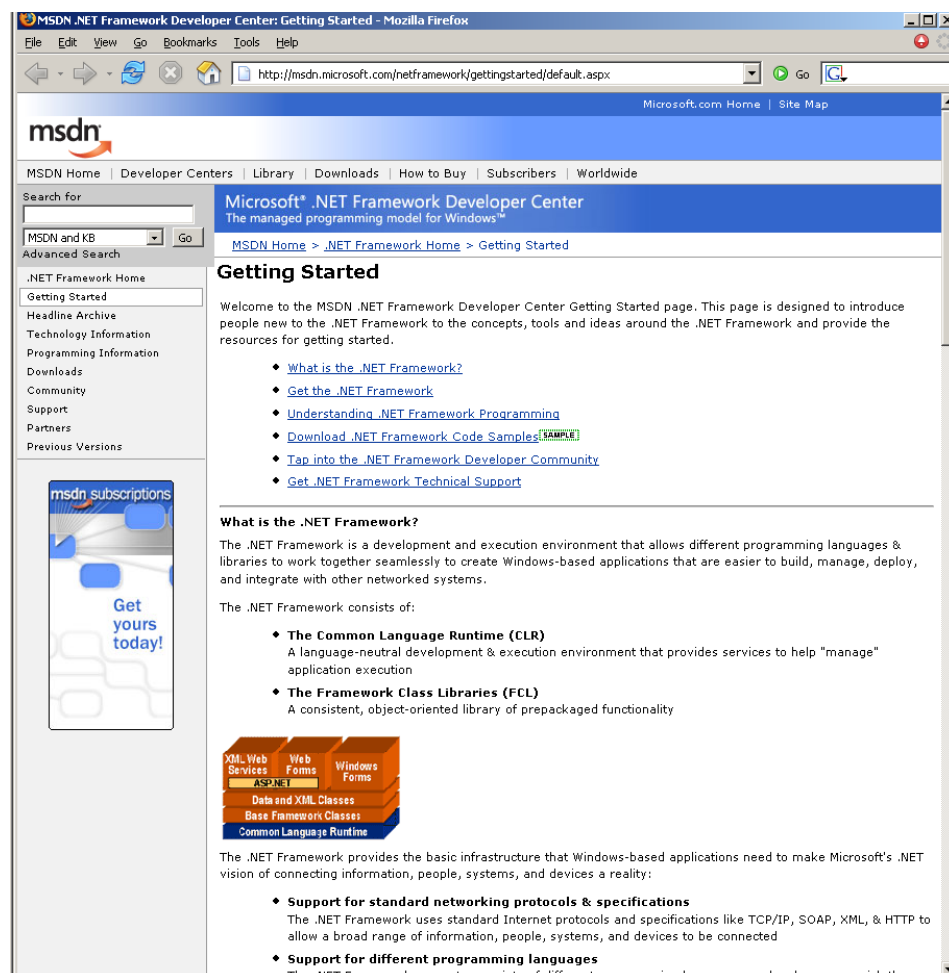 MSDN .NET Framework Developer Center: Getting Started - Mozilla Firefox
File Edit View Go Bookmarks Tools Help
http://msdn.microsoft.com/netframework/gettingstarted/default.aspx Go G
Microsoft.com Home | Site Map
msdn
MSDN Home | Developer Centers | Library | Downloads | How to Buy | Subscribers | Worldwide
Search for
MSDN and KB Go
Advanced Search
.NET Framework Home
Getting Started
Headline Archive
Technology Information
Programming Information
Downloads
Community
Support
Partners
Previous Versions
msdn subscriptions
Get
yours
today!
Microsoft® .NET Framework Developer Center
The managed programming model for Windows™
MSDN Home > .NET Framework Home > Getting Started
Getting Started
Welcome to the MSDN .NET Framework Developer Center Getting Started page. This page is designed to introduce
people new to the .NET Framework to the concepts, tools and ideas around the .NET Framework and provide the
resources for getting started.
What is the .NET Framework?
Get the .NET Framework
Understanding .NET Framework Programming
Download .NET Framework Code Samples SAMPLE
Tap into the .NET Framework Developer Community
Get .NET Framework Technical Support
What is the .NET Framework?
The .NET Framework is a development and execution environment that allows different programming languages &
libraries to work together seamlessly to create Windows-based applications that are easier to build, manage, deploy,
and integrate with other networked systems.
The .NET Framework consists of:
The Common Language Runtime (CLR)
A language-neutral development & execution environment that provides services to help "manage"
application execution
The Framework Class Libraries (FCL)
A consistent, object-oriented library of prepackaged functionality
XML Web Services
Web Forms
Windows Forms
ASP.NET
Data and XML Classes
Base Framework Classes
Common Language Runtime
The .NET Framework provides the basic infrastructure that Windows-based applications need to make Microsoft's .NET
vision of connecting information, people, systems, and devices a reality:
Support for standard networking protocols & specifications
The .NET Framework uses standard Internet protocols and specifications like TCP/IP, SOAP, XML, & HTTP to
allow a broad range of information, people, systems, and devices to be connected
Support for different programming languages